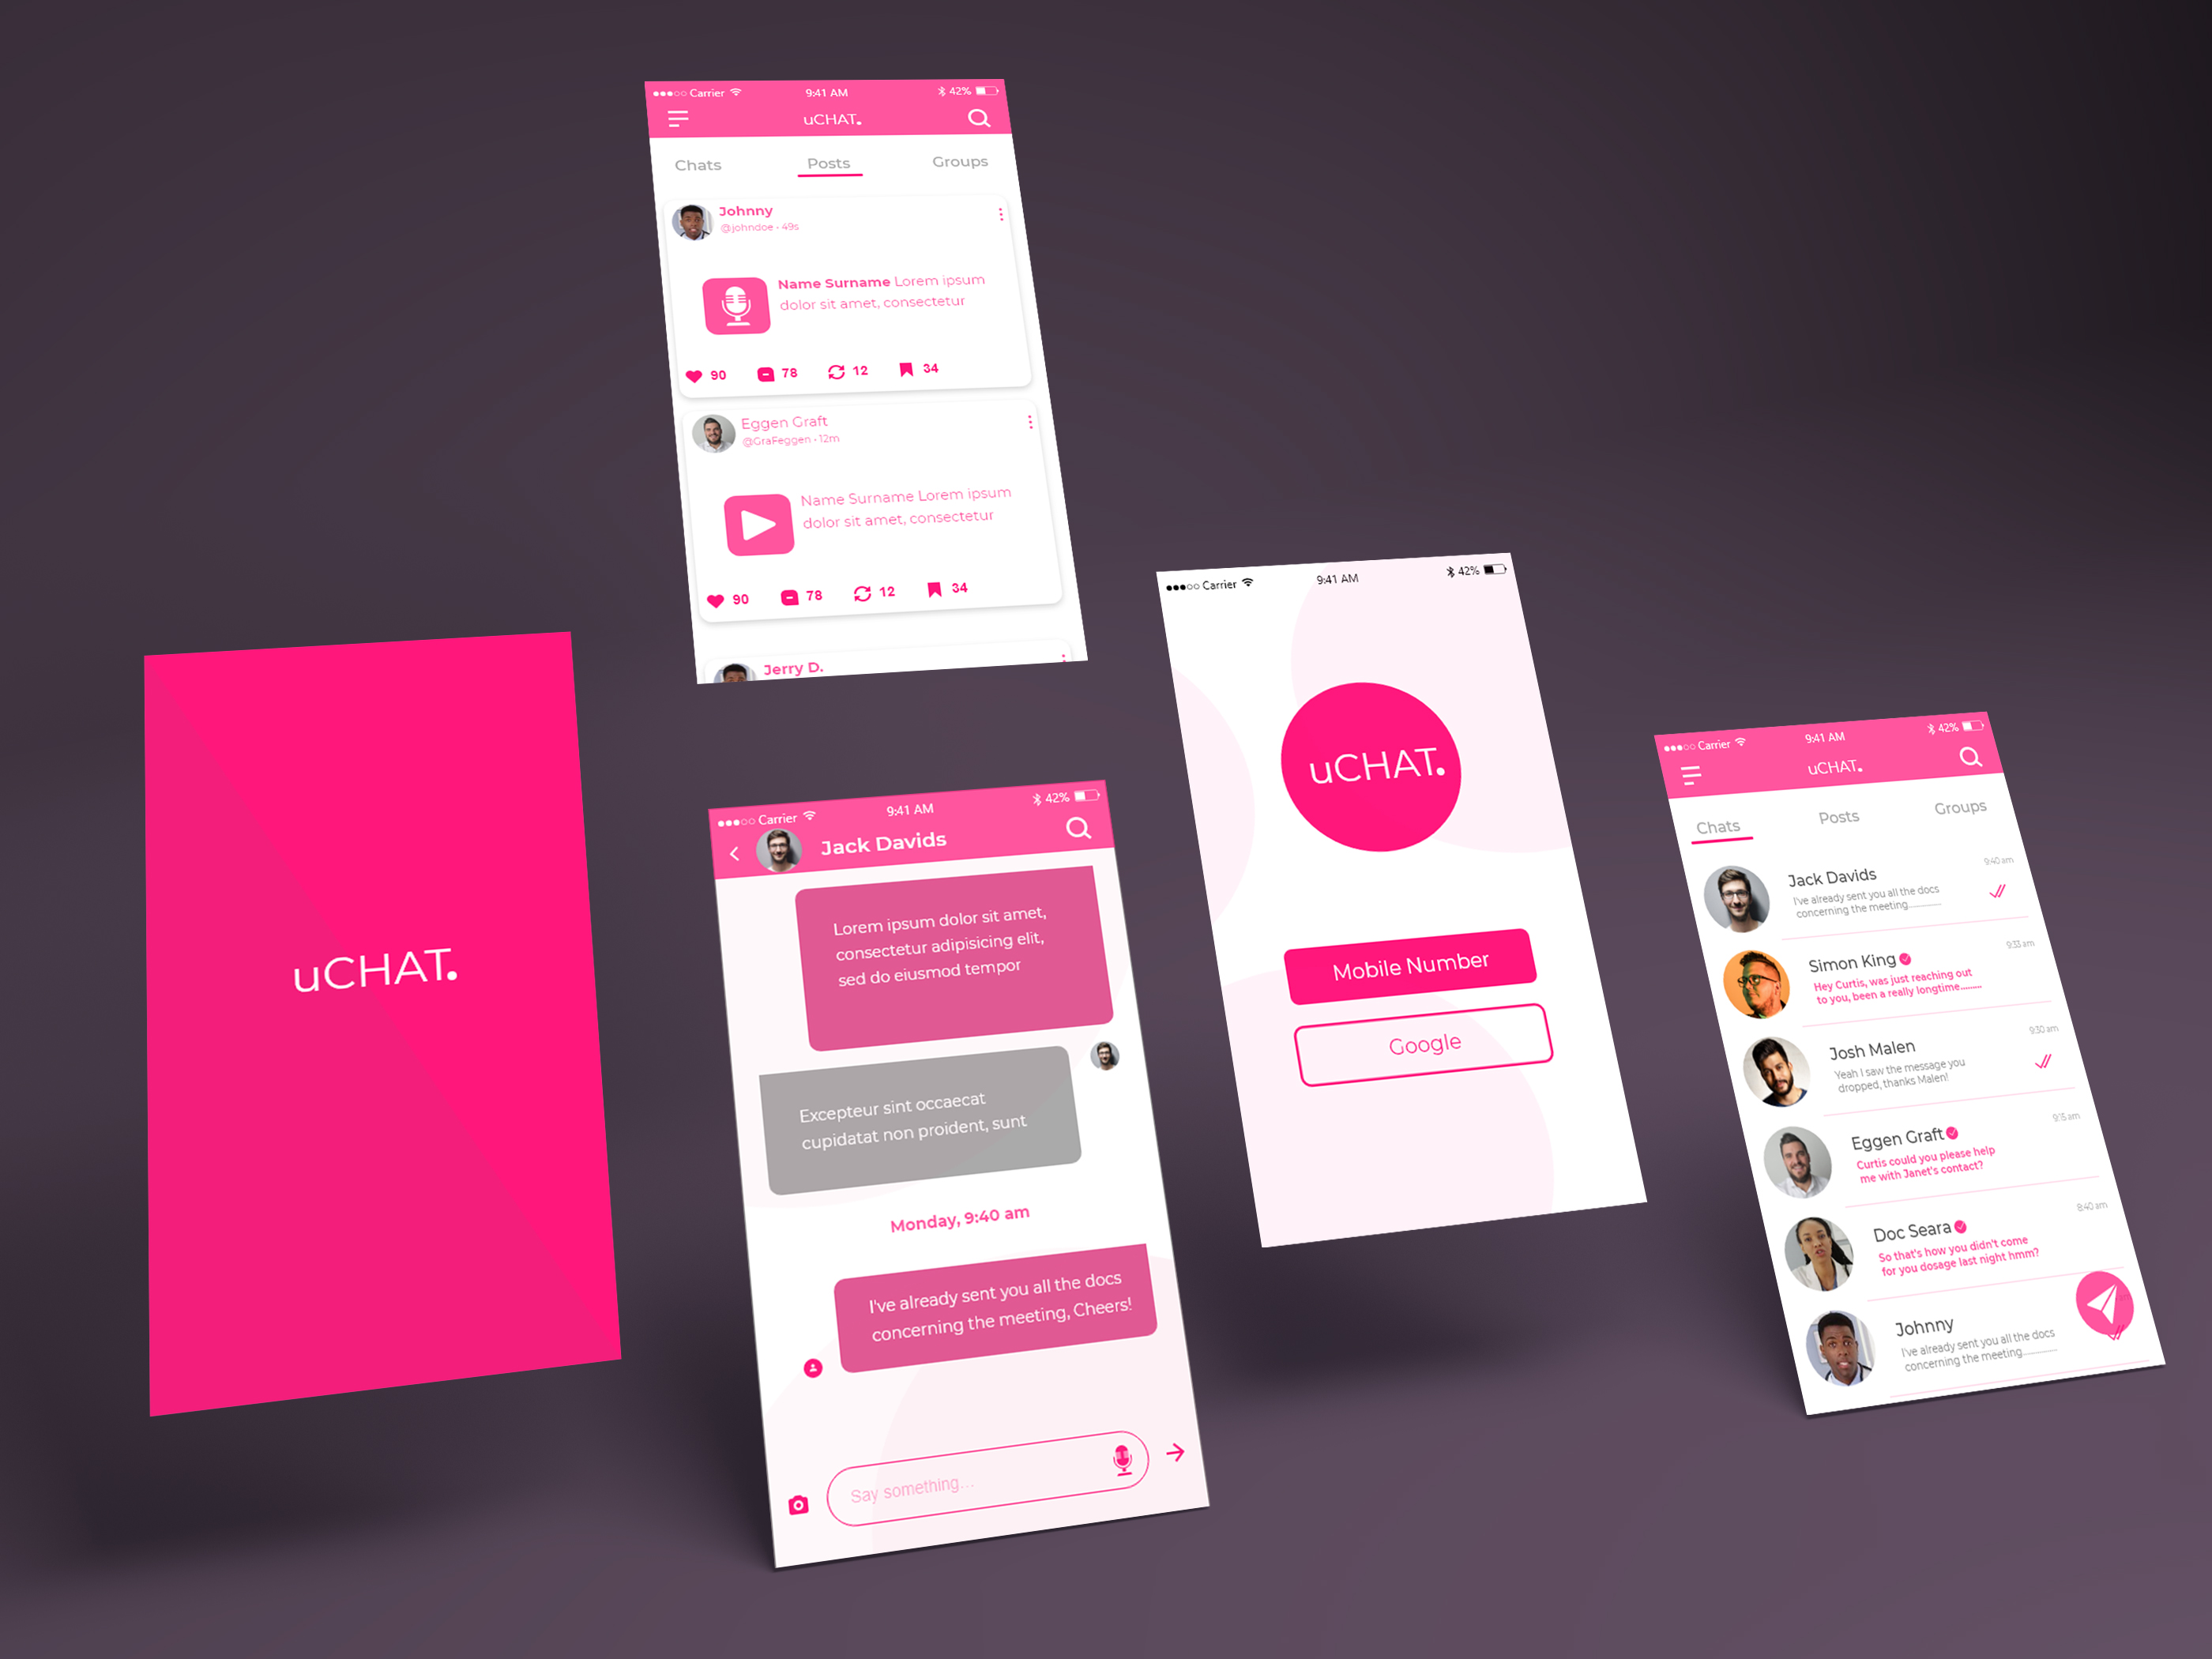 Carrier 9:41 AM 42%
uCHAT.
Chats Posts Groups
Johnny
@johndoe • 49s
Name Surname Lorem ipsum
dolor sit amet, consectetur
90 78 12 34
Eggen Graft
@GraFeggen • 12m
Name Surname Lorem ipsum
dolor sit amet, consectetur
90 78 12 34
Jerry D.
uCHAT.
Carrier 9:41 AM 42%
Jack Davids
Lorem ipsum dolor sit amet,
consectetur adipisicing elit,
sed do eiusmod tempor
Excepteur sint occaecat
cupidatat non proident, sunt
Monday, 9:40 am
I've already sent you all the docs
concerning the meeting, Cheers!
Say something...
Carrier 9:41 AM 42%
uCHAT.
Mobile Number
Google
Carrier 9:41 AM 42%
uCHAT.
Chats Posts Groups
9:40 am
Jack Davids
I've already sent you all the docs
concerning the meeting............
9:33 am
Simon King
Hey Curtis, was just reaching out
to you, been a really longtime.........
9:30 am
Josh Malen
Yeah I saw the message you
dropped, thanks Malen!
9:15 am
Eggen Graft
Curtis could you please help
me with Janet's contact?
8:40 am
Doc Seara
So that's how you didn't come
for you dosage last night hmm?
Johnny
I've already sent you all the docs
concerning the meeting............